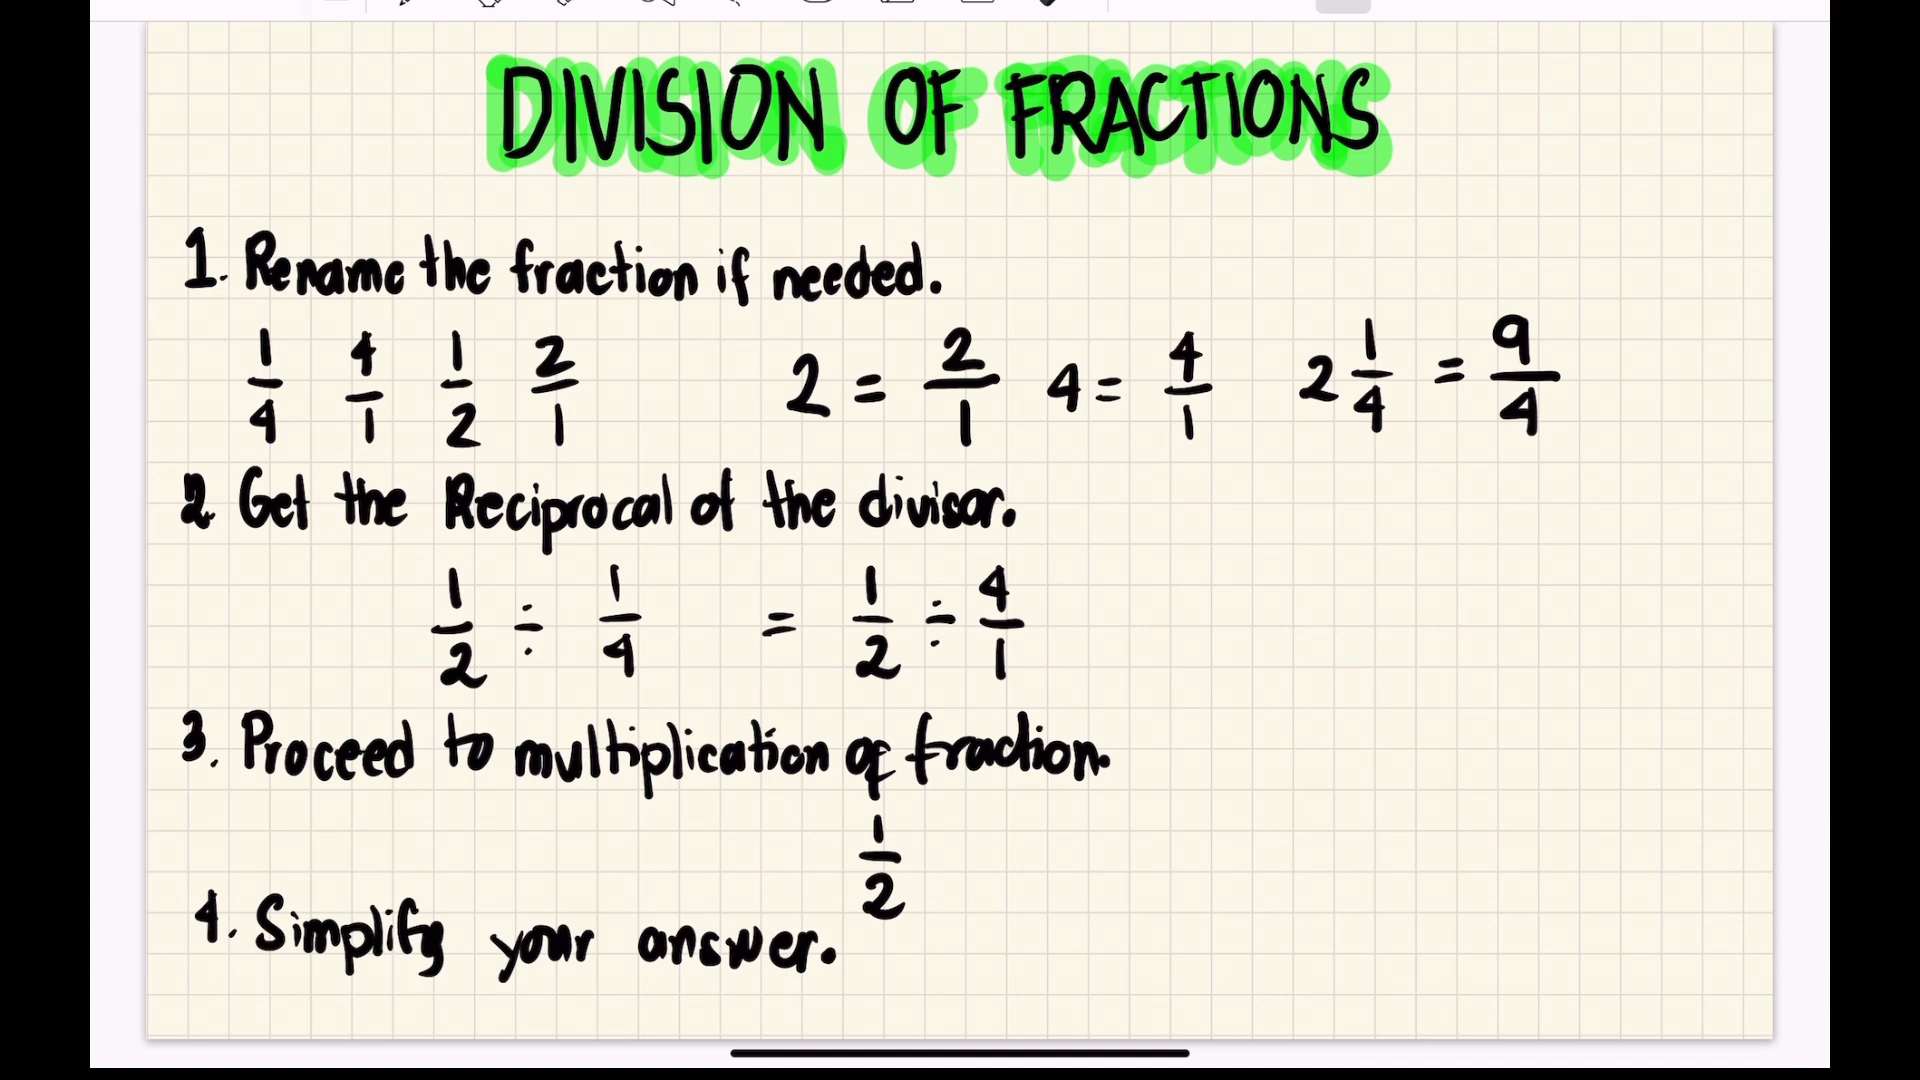 DIVISION OF FRACTIONS
1. Rename the fraction if needed.
1/4 4/1 1/2 2/1 2 = 2/1 4 = 4/1 2 1/4 = 9/4
2. Get the Reciprocal of the divisor.
1/2 ÷ 1/4 = 1/2 ÷ 4/1
3. Proceed to multiplication of fraction.
1/2
4. Simplify your answer.